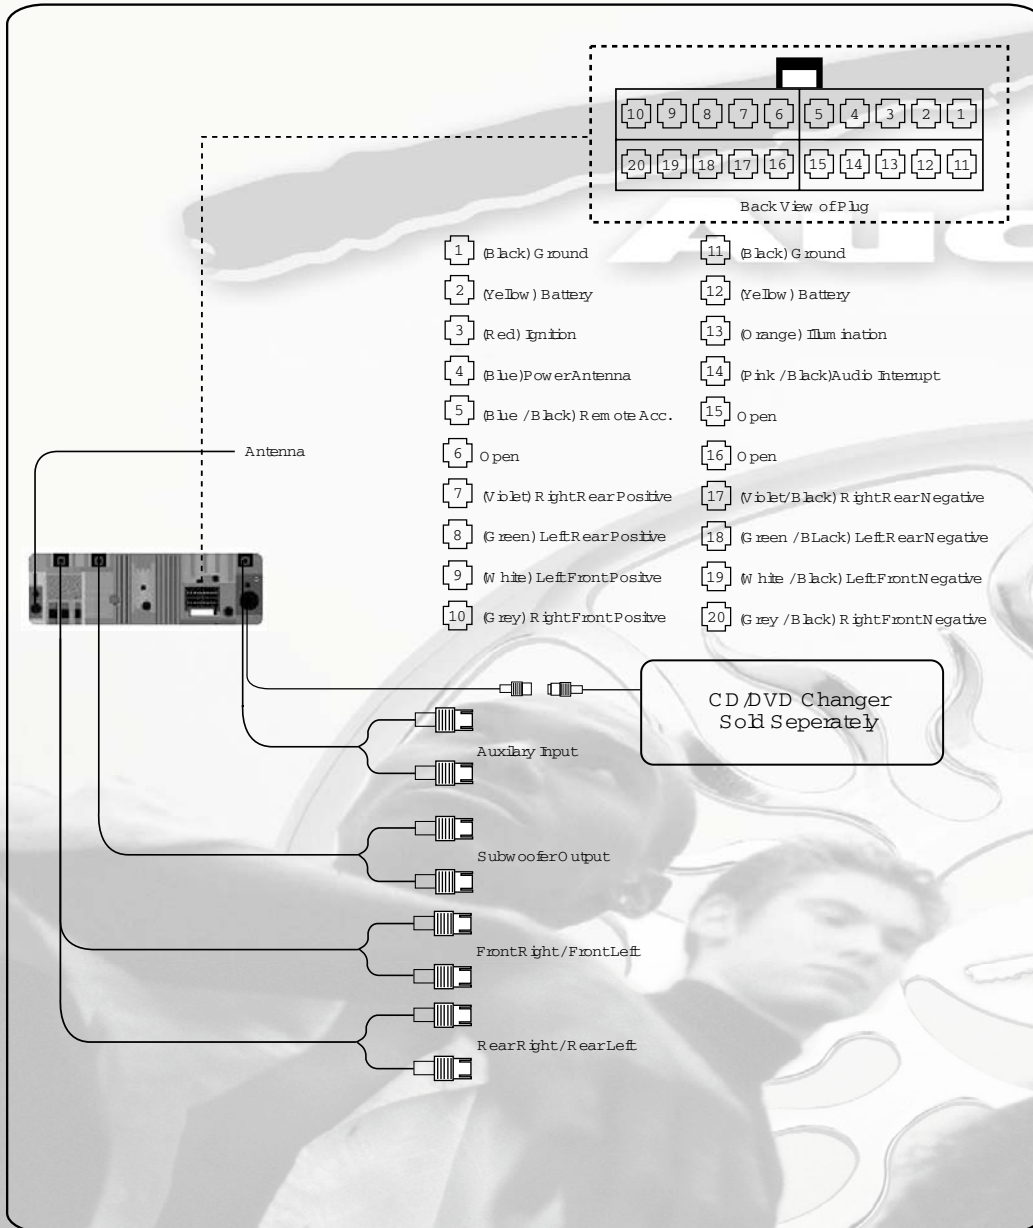 10 9 8 7 6 5 4 3 2 1
20 19 18 17 16 15 14 13 12 11
Back View of Plug
1 (Black) Ground
2 (Yellow) Battery
3 (Red) Ignition
4 (Blue) Power Antenna
5 (Blue / Black) Remote Acc.
6 Open
7 (Violet) Right Rear Positive
8 (Green) Left Rear Positive
9 (White) Left Front Positive
10 (Grey) Right Front Positive
11 (Black) Ground
12 (Yellow) Battery
13 (Orange) Illumination
14 (Pink / Black) Audio Interrupt
15 Open
16 Open
17 (Violet/Black) Right Rear Negative
18 (Green / BLack) Left Rear Negative
19 (White / Black) Left Front Negative
20 (Grey / Black) Right Front Negative
Antenna
CD/DVD Changer
Sold Seperately
Auxilary Input
Subwoofer Output
Front Right / Front Left
Rear Right / Rear Left